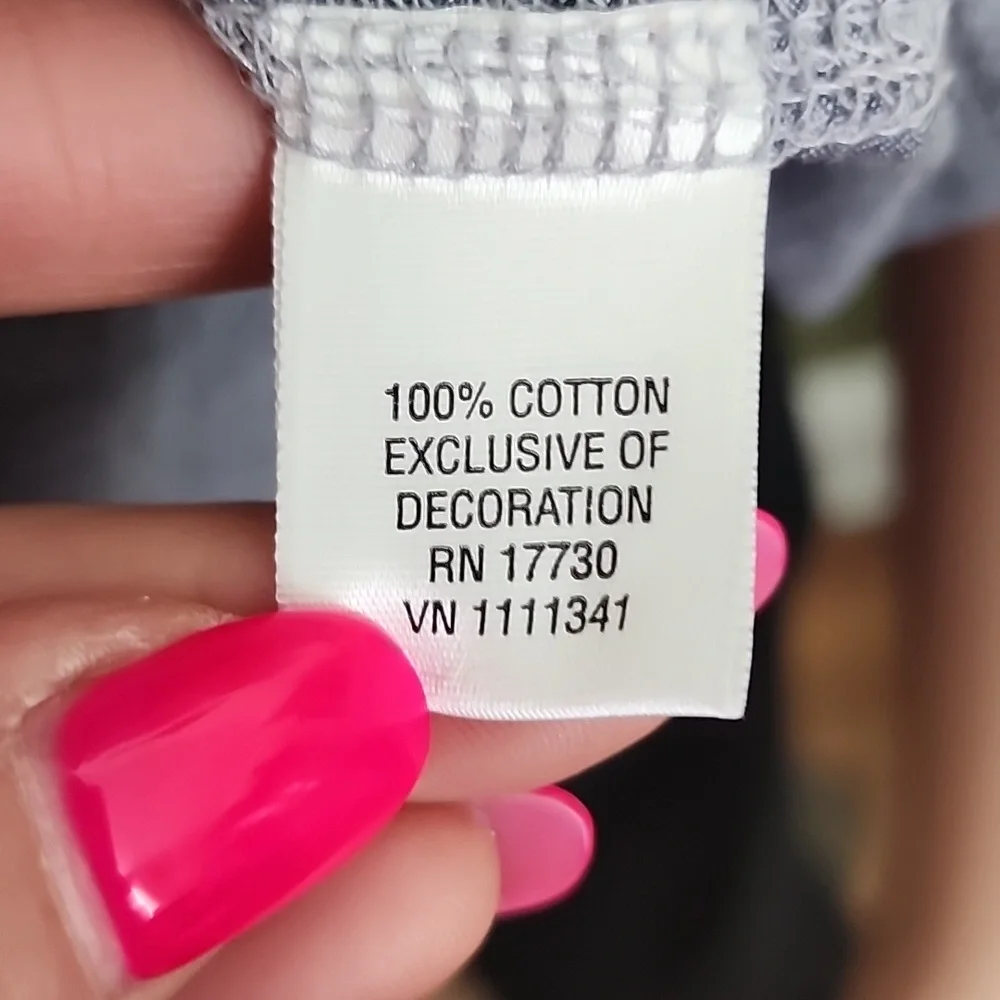 100% COTTON
EXCLUSIVE OF
DECORATION
RN 17730
VN 1111341